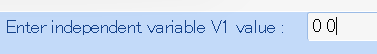 Enter independent variable V1 value : 0 0